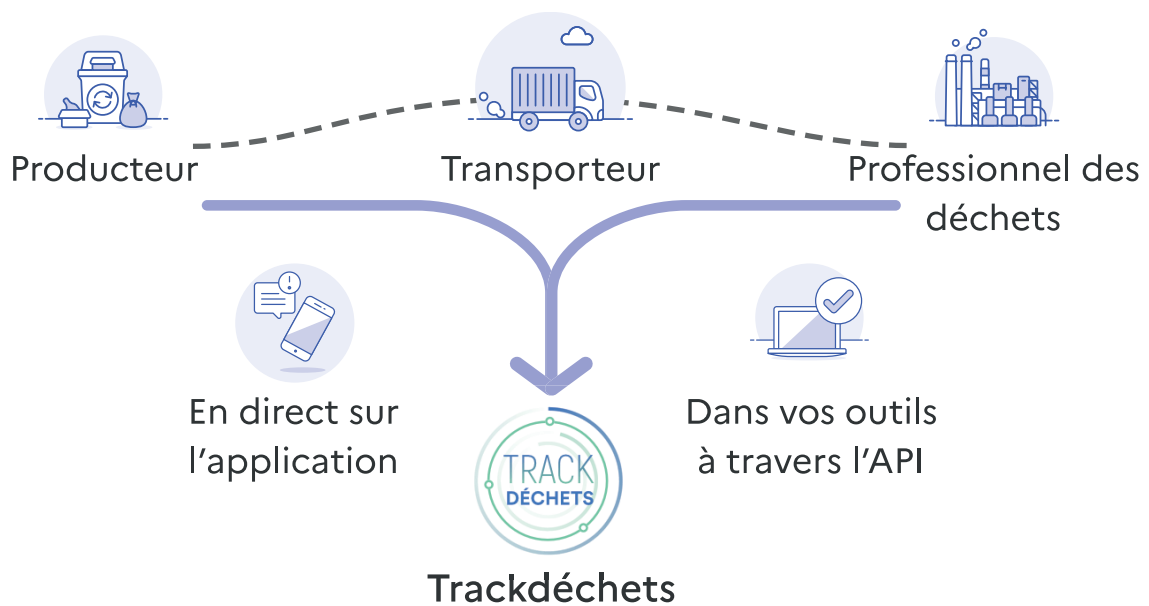 Producteur
Transporteur
Professionnel des
déchets
En direct sur
l'application
Dans vos outils
à travers l'API
TRACK
DÉCHETS
Trackdéchets